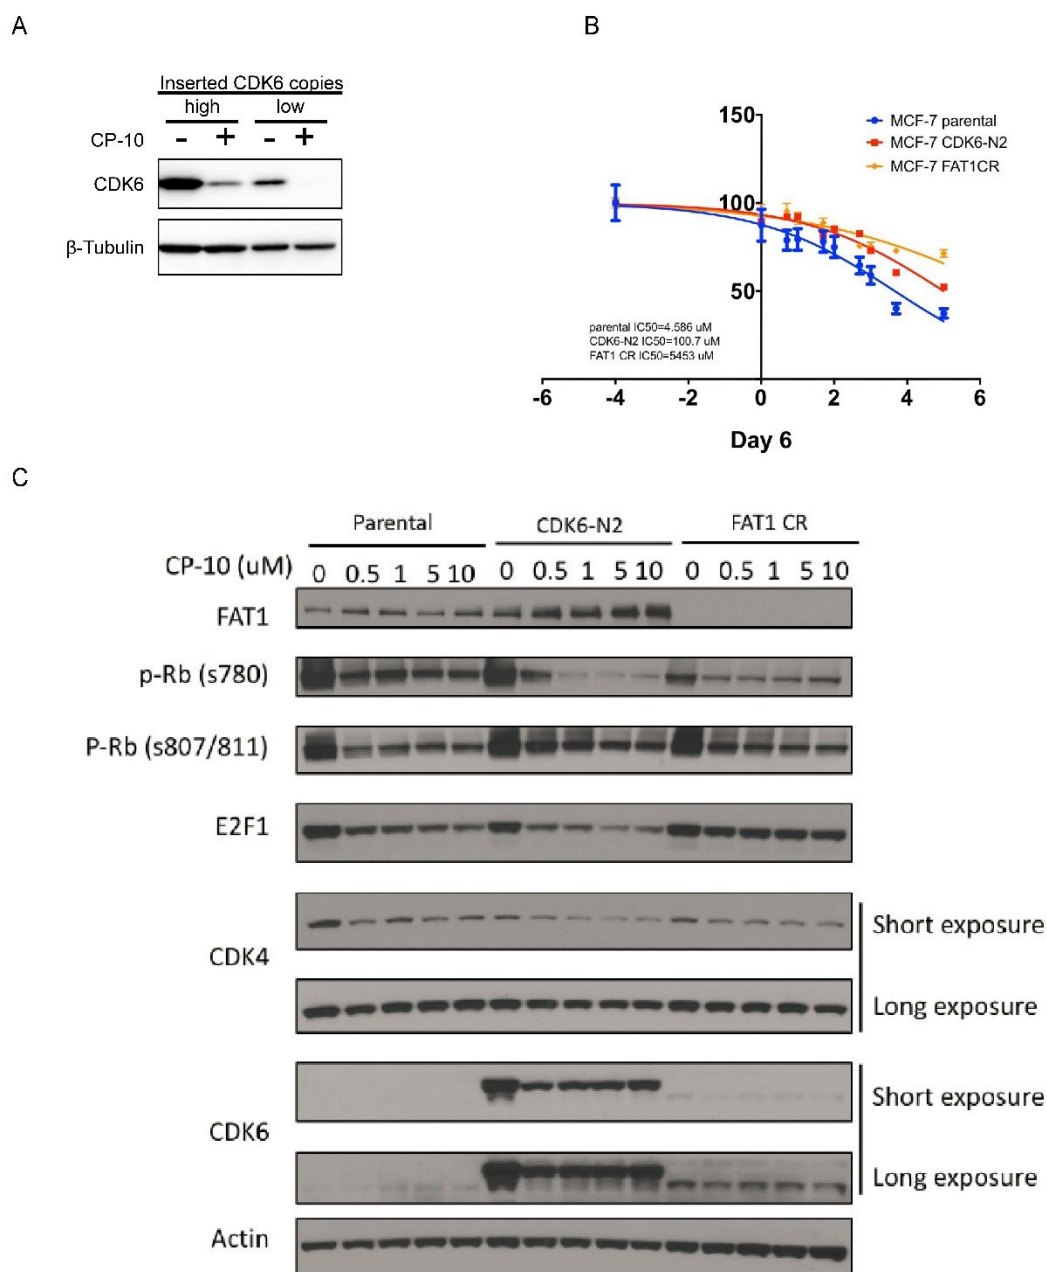 A
Inserted CDK6 copies
high low
CP-10 - + - +
CDK6
β-Tubulin
B
150
100
50
MCF-7 parental
MCF-7 CDK6-N2
MCF-7 FAT1CR
parental IC50=4.586 uM
CDK6-N2 IC50=100.7 uM
FAT1 CR IC50=5453 uM
-6 -4 -2 0 2 4 6
Day 6
C
Parental CDK6-N2 FAT1 CR
CP-10 (uM) 0 0.5 1 5 10 0 0.5 1 5 10 0 0.5 1 5 10
FAT1
p-Rb (s780)
P-Rb (s807/811)
E2F1
CDK4
Short exposure
Long exposure
CDK6
Short exposure
Long exposure
Actin